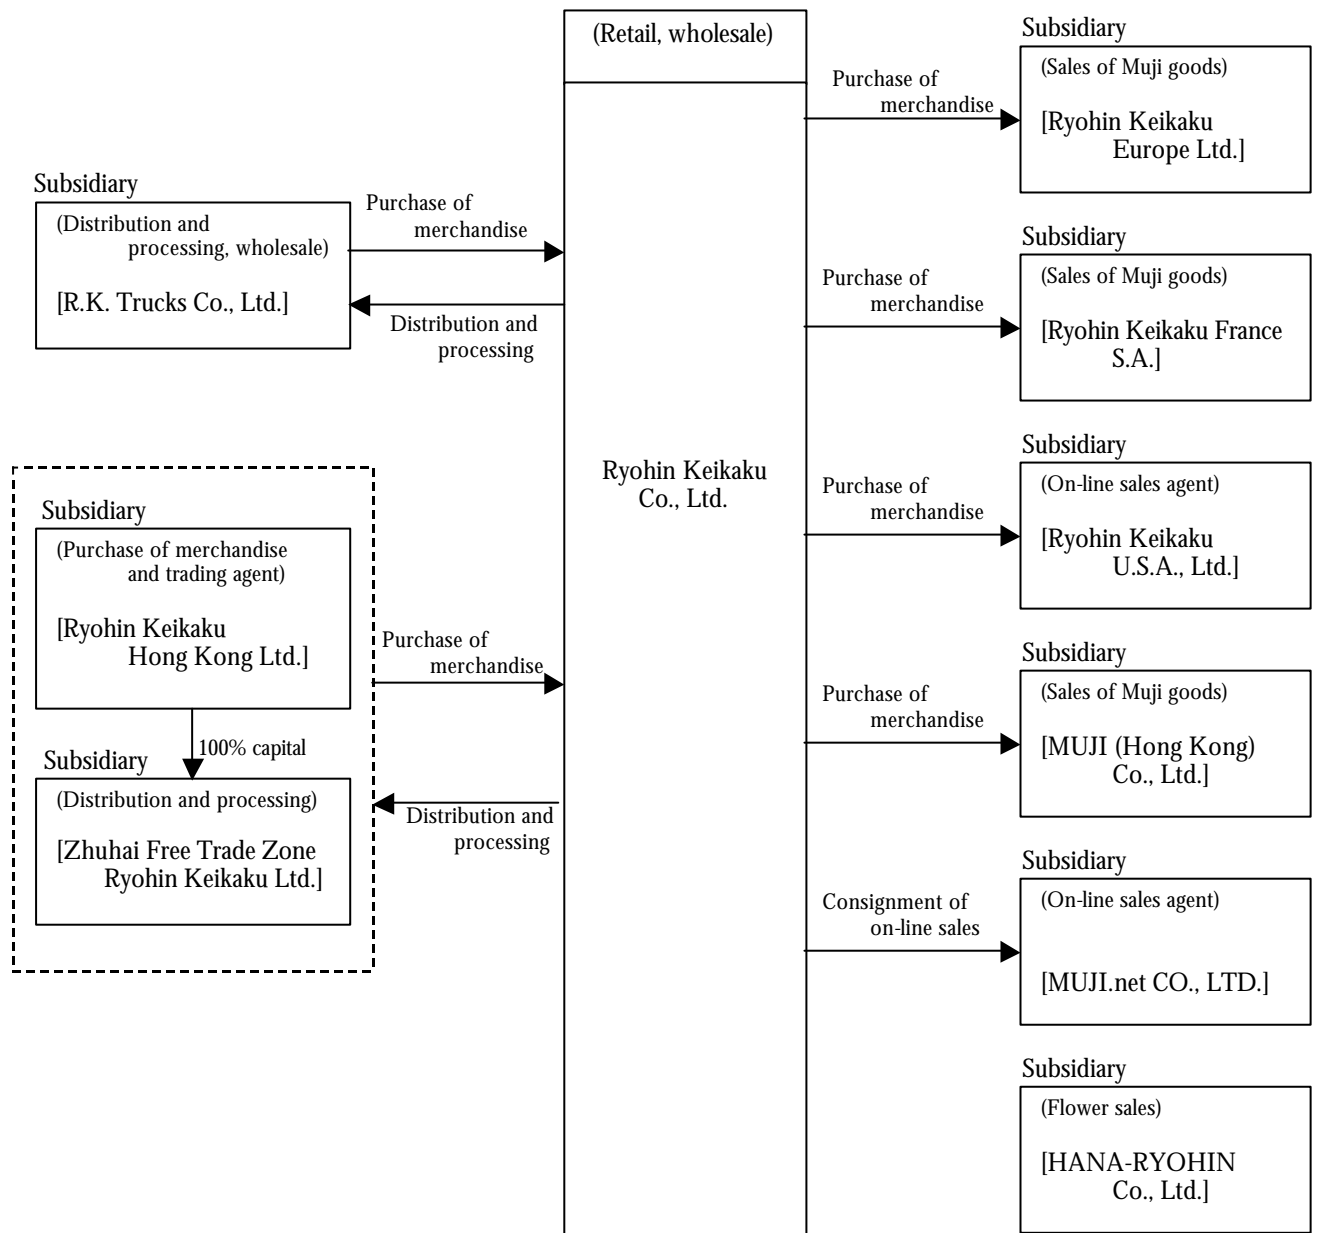 (Retail, wholesale)
Ryohin Keikaku
Co., Ltd.
Subsidiary
(Distribution and
processing, wholesale)
[R.K. Trucks Co., Ltd.]
Purchase of
merchandise
Distribution and
processing
Subsidiary
(Purchase of merchandise
and trading agent)
[Ryohin Keikaku
Hong Kong Ltd.]
100% capital
Subsidiary
(Distribution and processing)
[Zhuhai Free Trade Zone
Ryohin Keikaku Ltd.]
Purchase of
merchandise
Distribution and
processing
Subsidiary
(Sales of Muji goods)
[Ryohin Keikaku
Europe Ltd.]
Purchase of
merchandise
Subsidiary
(Sales of Muji goods)
[Ryohin Keikaku France
S.A.]
Purchase of
merchandise
Subsidiary
(On-line sales agent)
[Ryohin Keikaku
U.S.A., Ltd.]
Purchase of
merchandise
Subsidiary
(Sales of Muji goods)
[MUJI (Hong Kong)
Co., Ltd.]
Purchase of
merchandise
Subsidiary
(On-line sales agent)
[MUJI.net CO., LTD.]
Consignment of
on-line sales
Subsidiary
(Flower sales)
[HANA-RYOHIN
Co., Ltd.]